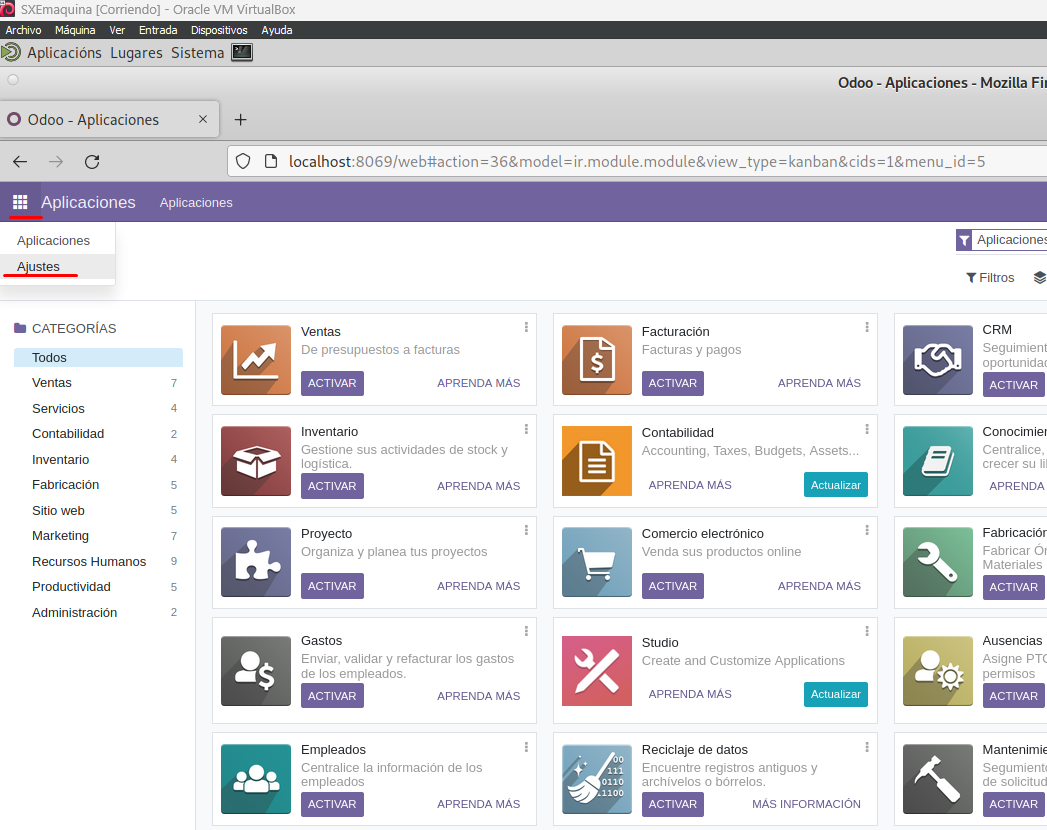 SXEmaquina [Corriendo] - Oracle VM VirtualBox
Archivo Máquina Ver Entrada Dispositivos Ayuda
Aplicacións Lugares Sistema
Odoo - Aplicaciones - Mozilla Fir
Odoo - Aplicaciones × +
localhost:8069/web#action=36&model=ir.module.module&view_type=kanban&cids=1&menu_id=5
Aplicaciones Aplicaciones
Aplicaciones
Ajustes
Aplicaciones
Filtros
CATEGORÍAS
Todos
Ventas 7
Servicios 4
Contabilidad 2
Inventario 4
Fabricación 5
Sitio web 5
Marketing 7
Recursos Humanos 9
Productividad 5
Administración 2
Ventas
De presupuestos a facturas
ACTIVAR APRENDA MÁS
Facturación
Facturas y pagos
ACTIVAR APRENDA MÁS
CRM
Seguimient
oportunidad
ACTIVAR
Inventario
Gestione sus actividades de stock y
logística.
ACTIVAR APRENDA MÁS
Contabilidad
Accounting, Taxes, Budgets, Assets...
APRENDA MÁS Actualizar
Conocimien
Centralice,
crecer su lil
APRENDA
Proyecto
Organiza y planea tus proyectos
ACTIVAR APRENDA MÁS
Comercio electrónico
Venda sus productos online
ACTIVAR APRENDA MÁS
Fabricación
Fabricar Ór
Materiales
ACTIVAR
Gastos
Enviar, validar y refacturar los gastos
de los empleados.
ACTIVAR APRENDA MÁS
Studio
Create and Customize Applications
APRENDA MÁS Actualizar
Ausencias
Asigne PTO
permisos
ACTIVAR
Empleados
Centralice la información de los
empleados
ACTIVAR APRENDA MÁS
00
111
0110
11100
Reciclaje de datos
Encuentre registros antiguos y
archívelos o bórrelos.
ACTIVAR MÁS INFORMACIÓN
Mantenimie
Segumiento
de solicitud
ACTIVAR